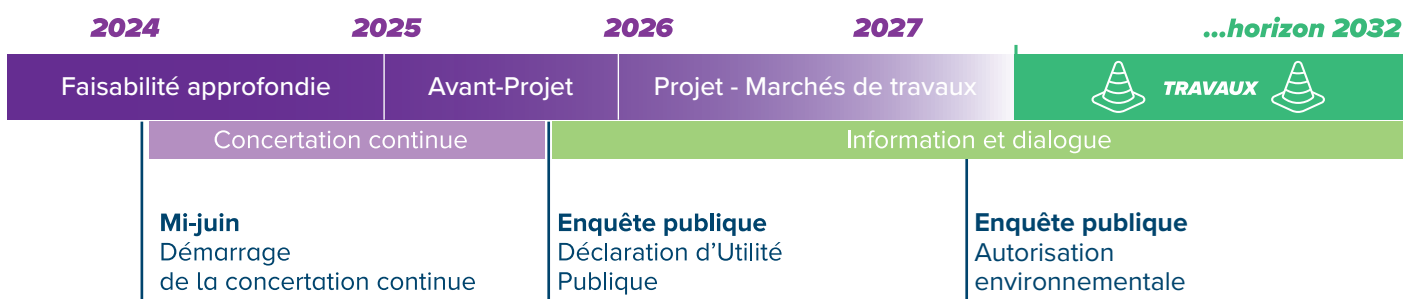 2024 2025 2026 2027 ...horizon 2032
Faisabilité approfondie Avant-Projet Projet - Marchés de travaux TRAVAUX
Concertation continue Information et dialogue
Mi-juin
Démarrage
de la concertation continue
Enquête publique
Déclaration d’Utilité
Publique
Enquête publique
Autorisation
environnementale